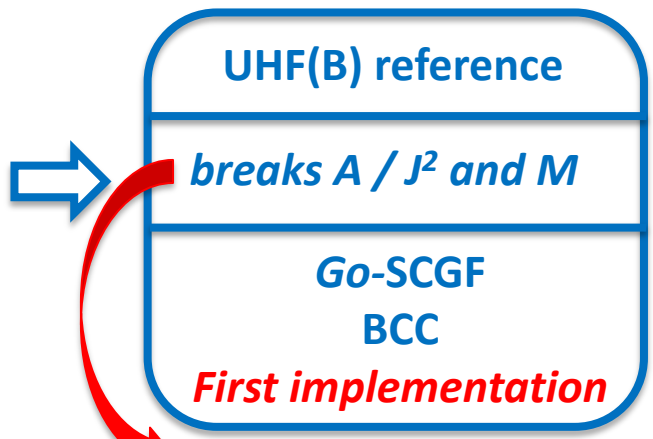 UHF(B) reference
breaks A / J² and M
Go-SCGF
BCC
First implementation